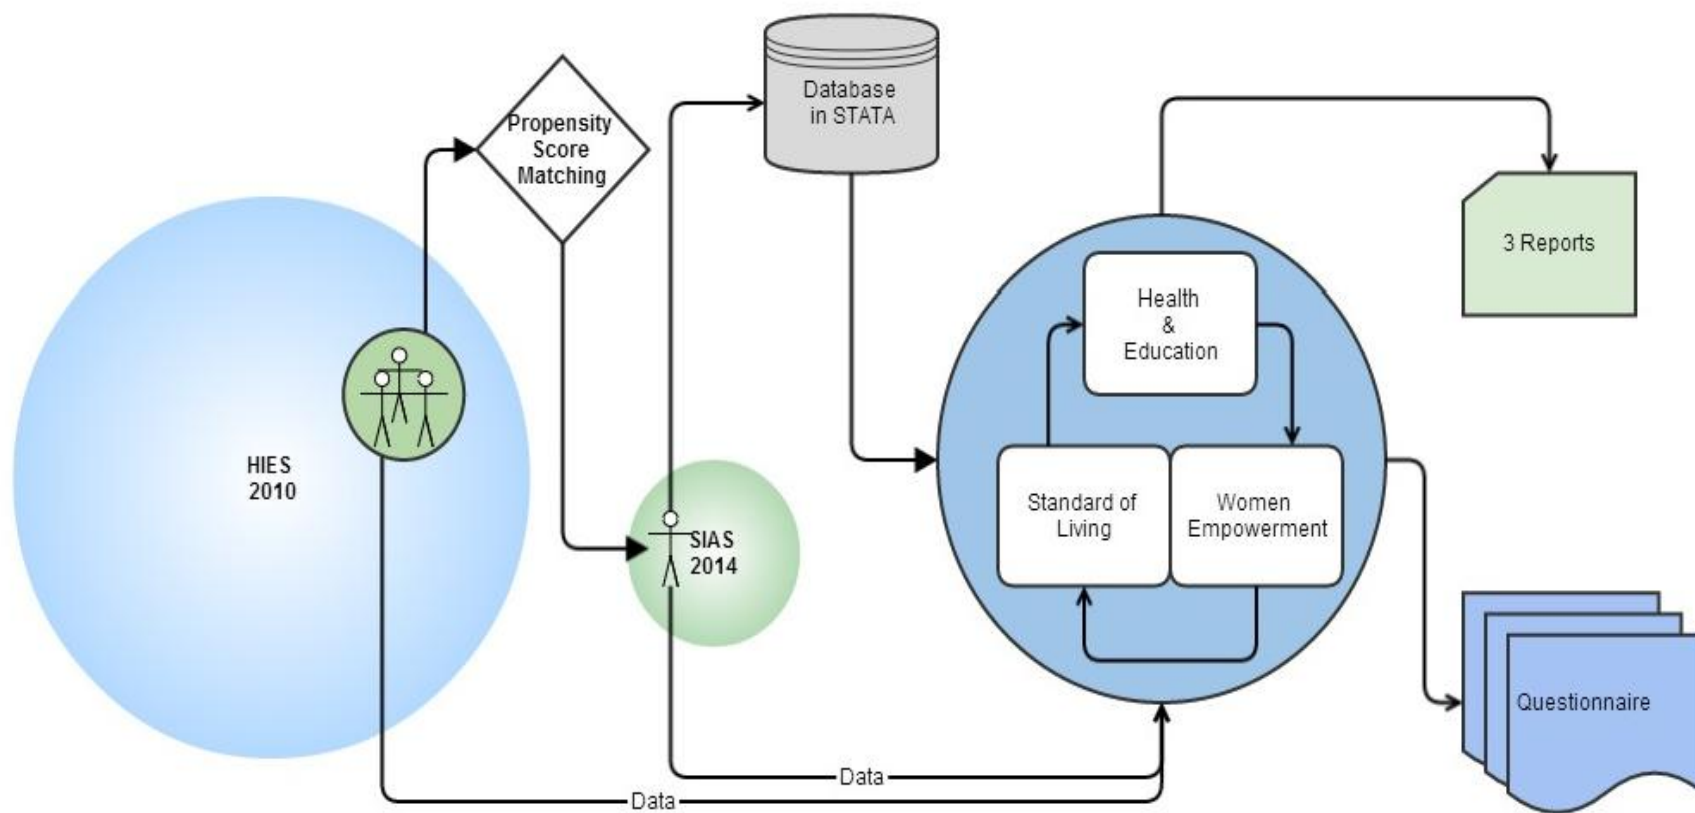 Propensity
Score
Matching
Database
in STATA
3 Reports
Health
&
Education
HIES
2010
SIAS
2014
Standard of
Living
Women
Empowerment
Questionnaire
Data
Data